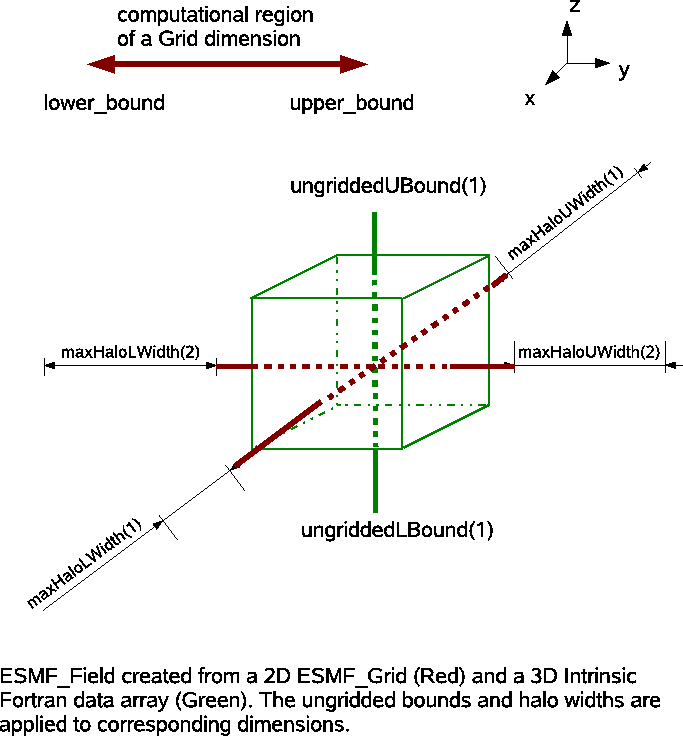 computational region
of a Grid dimension
lower_bound
upper_bound
z
y
x
ungriddedUBound(1)
maxHaloUWidth(1)
maxHaloLWidth(2)
maxHaloUWidth(2)
maxHaloLWidth(1)
ungriddedLBound(1)
ESMF_Field created from a 2D ESMF_Grid (Red) and a 3D Intrinsic
Fortran data array (Green). The ungridded bounds and halo widths are
applied to corresponding dimensions.